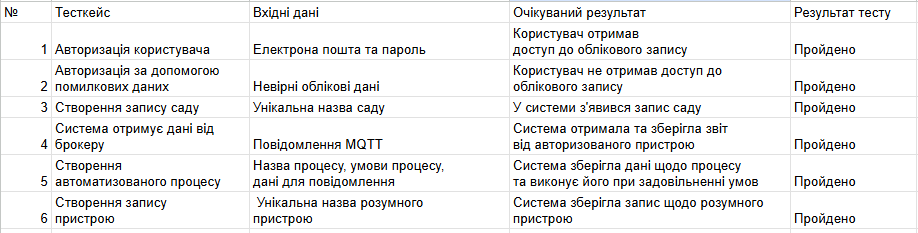 № Тесткейс Вхідні дані Очікуваний результат Результат тесту
1 Авторизація користувача Електрона пошта та пароль Користувач отримав
доступ до облікового запису Пройдено
2 Авторизація за допомогою
помилкових даних Невірні облікові дані Користувач не отримав доступ до
облікового запису Пройдено
3 Створення запису саду Унікальна назва саду У системі з'явився запис саду Пройдено
4 Система отримує дані від
брокеру Повідомлення MQTT Система отримала та зберігла звіт
від авторизованого пристрою Пройдено
5 Створення
автоматизованого процесу Назва процесу, умови процесу,
дані для повідомлення Система зберігла дані щодо процесу
та виконує його при задовільненні умов Пройдено
6 Створення запису
пристрою Унікальна назва розумного
пристрою Система зберігла запис щодо розумного
пристрою Пройдено